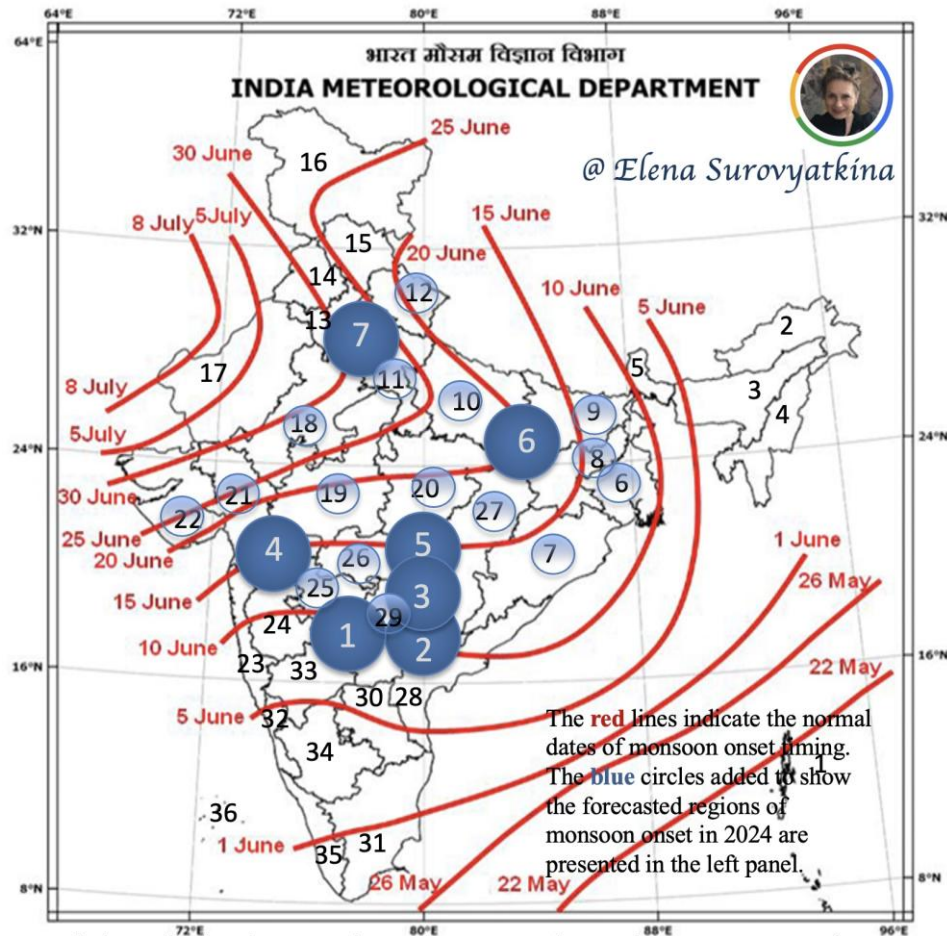 64°E 72°E 80°E 88°E 96°E
64°N
भारत मौसम विज्ञान विभाग
INDIA METEOROLOGICAL DEPARTMENT
25 June
30 June
16
@ Elena Surovyatkina
8 July 5July
15 June
32°N
32°N
15
20 June
14
12
10 June
5 June
13
7
2
17
5
11
3
8 July
10
9
4
18
5July
24°N
6
24°N
8
30 June
21
19
20
6
22
27
25 June
20 June
4
5
26
7
1 June
25
3
26 May
15 June
29
24
1
2
10 June
23
33
16°N
16°N
22 May
30
28
5 June
32
The red lines indicate the normal
34
dates of monsoon onset timing.
1
The blue circles added to show
the forecasted regions of
36
monsoon onset in 2024 are
1 June
31
35
presented in the left panel.
8°N
26 May
22 May
8°N
72°E 80°E 88°E 96°E